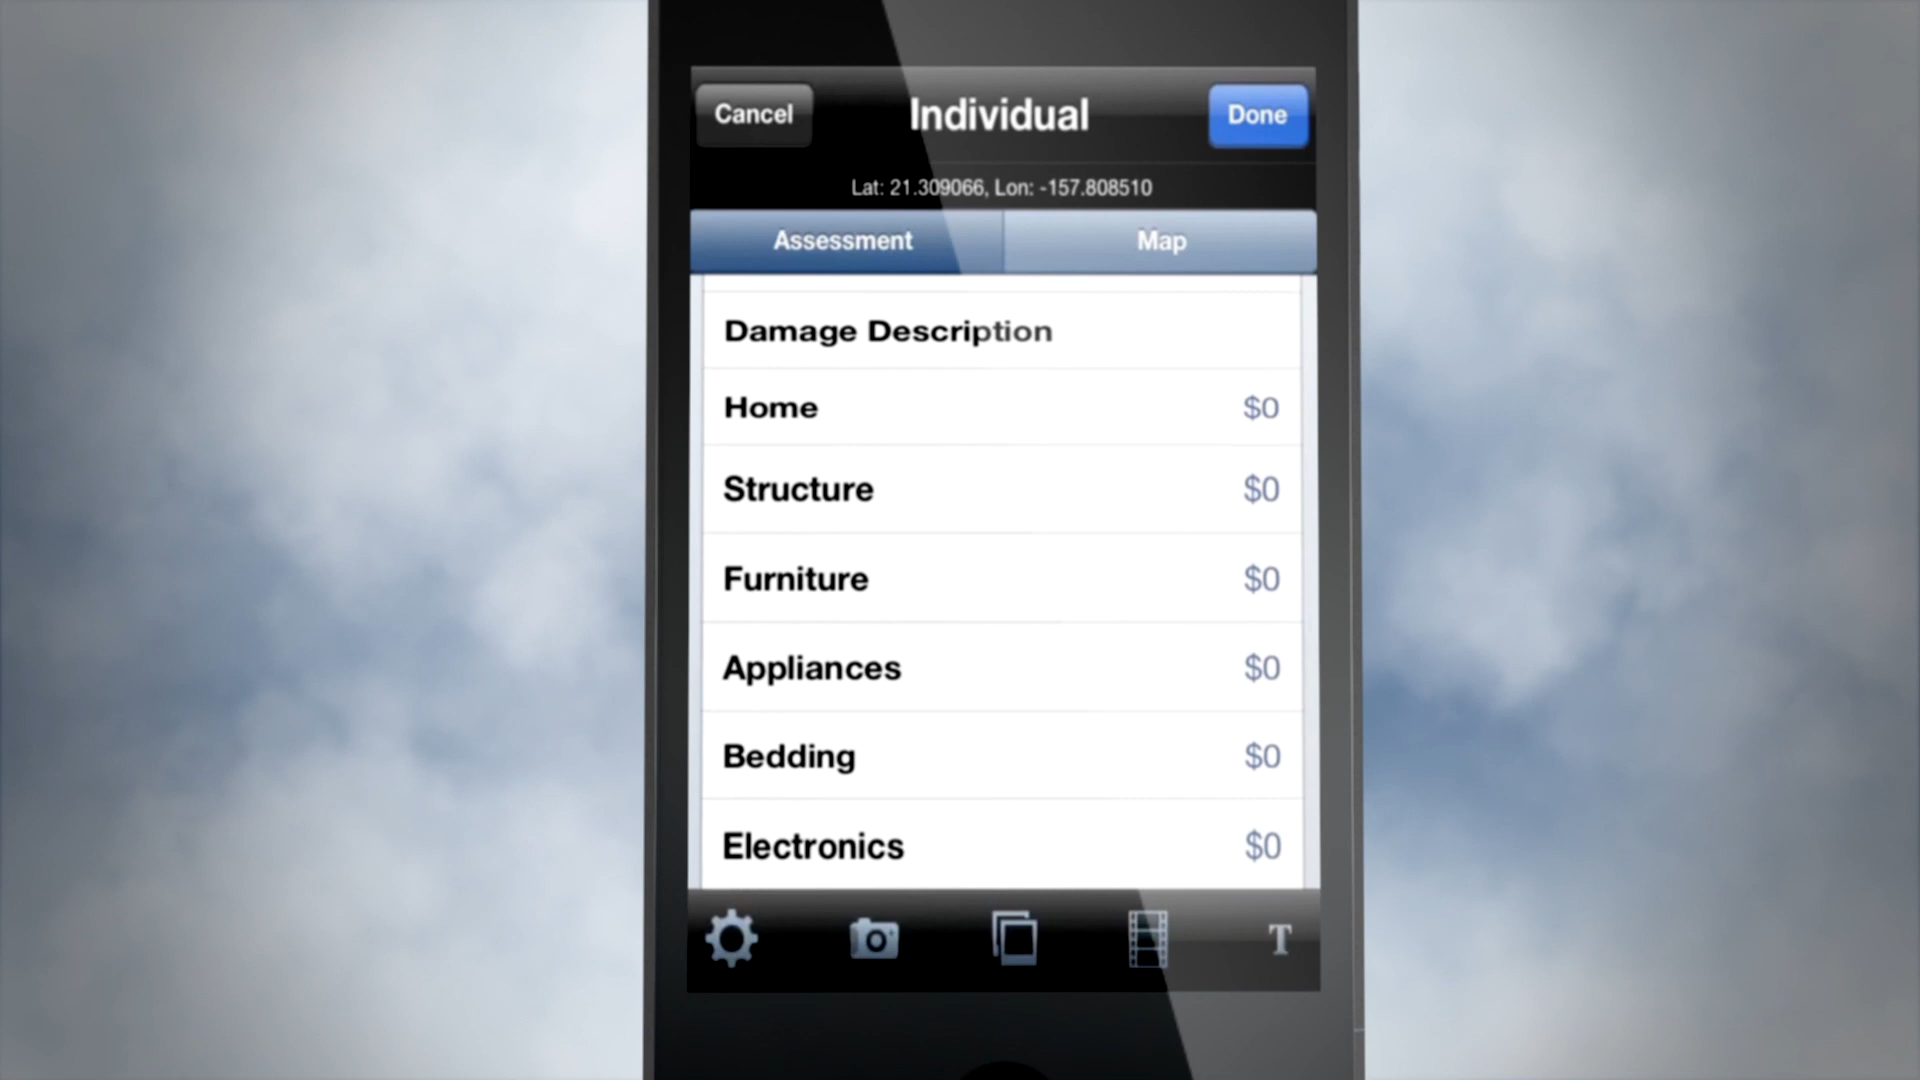 Cancel Individual Done
Lat: 21.309066, Lon: -157.808510
Assessment Map
Damage Description
Home $0
Structure $0
Furniture $0
Appliances $0
Bedding $0
Electronics $0
T